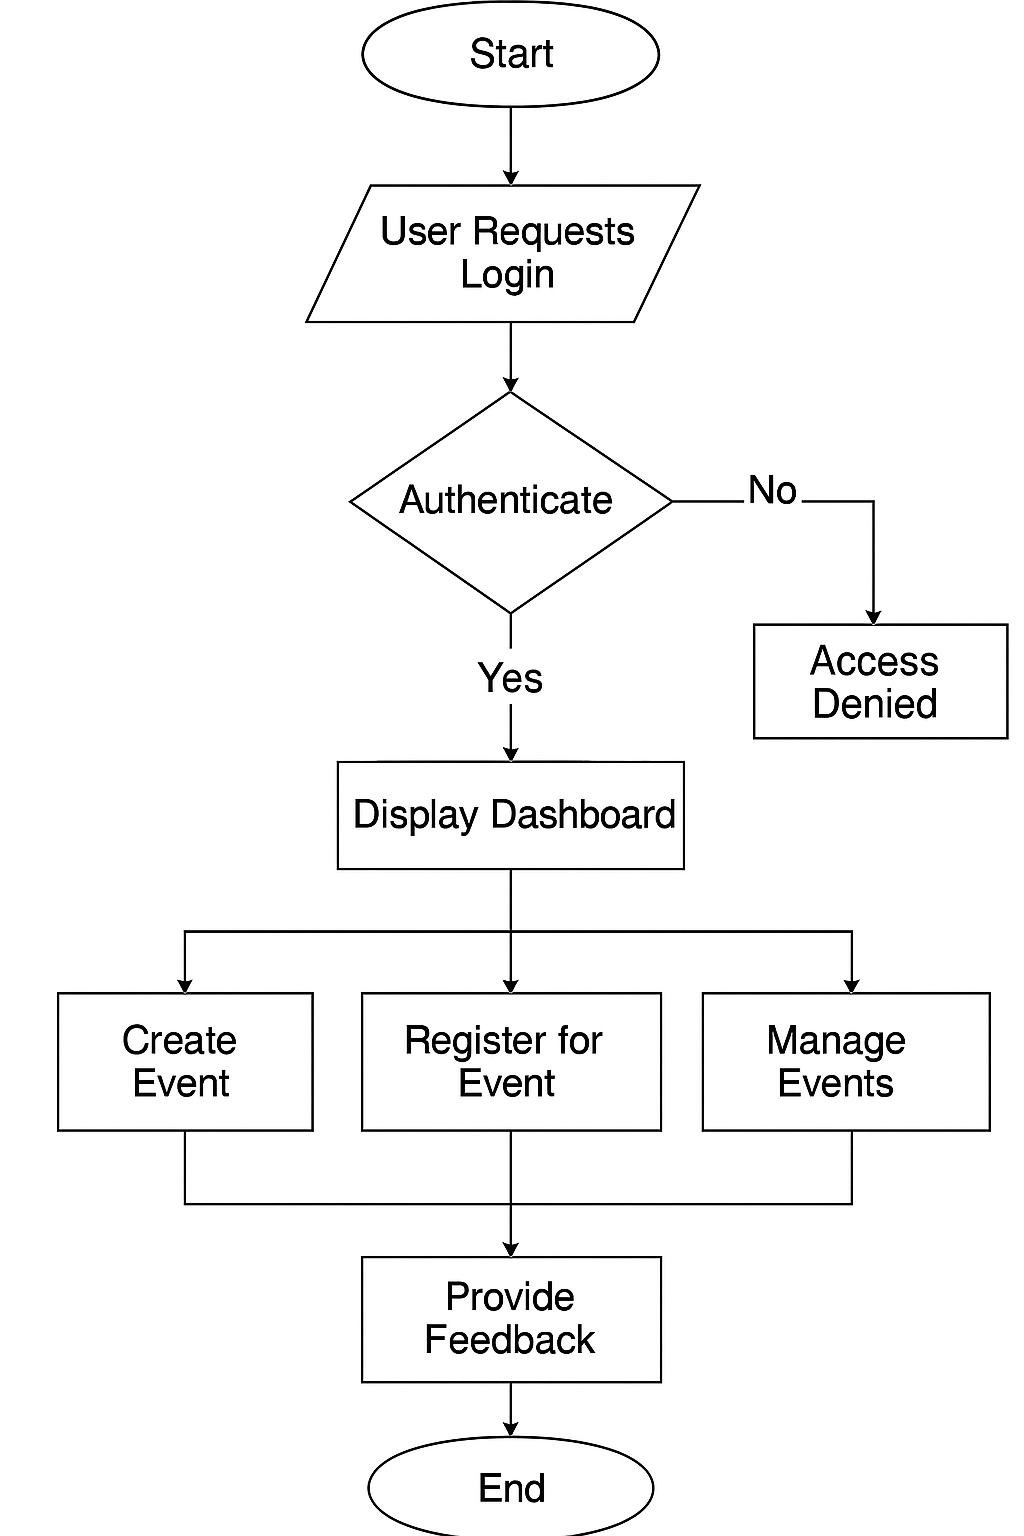 Start
User Requests
Login
Authenticate
No
Yes
Access
Denied
Display Dashboard
Create
Event
Register for
Event
Manage
Events
Provide
Feedback
End